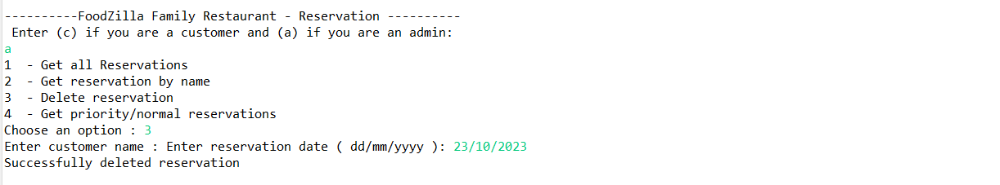 ----------FoodZilla Family Restaurant - Reservation ----------
 Enter (c) if you are a customer and (a) if you are an admin:
a
1  - Get all Reservations
2  - Get reservation by name
3  - Delete reservation
4  - Get priority/normal reservations
Choose an option : 3
Enter customer name : Enter reservation date ( dd/mm/yyyy ): 23/10/2023
Successfully deleted reservation